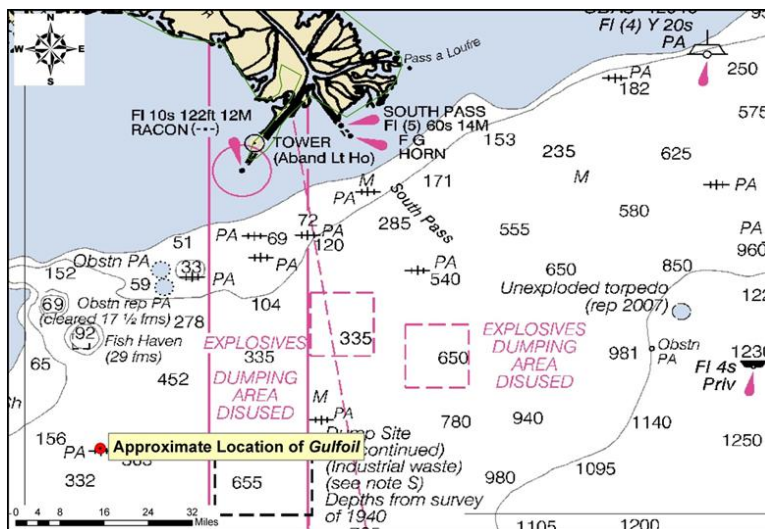 N
W E
S
Fl (4) Y 20s
PA
Pass a Loutre
PA
182
250
575
Fl 10s 122ft 12M
RACON
TOWER
(Aband Lt Ho)
SOUTH PASS
Fl (5) 60s 14M
F G
HORN
153
235
625
M
PA
171
M
PA
580
South Pass
285
555
PA
960
72
120
PA
69
51
Obstn PA
33
PA
152
59
PA
540
650
850
122
Unexploded torpedo
(rep 2007)
69
Obstn rep PA
(cleared 17 ½ fms)
104
278
92
Fish Haven
(29 fms)
65
EXPLOSIVES
335
DUMPING
AREA
DISUSED
335
650
EXPLOSIVES
DUMPING
AREA
DISUSED
981
Obstn
PA
1230
Fl 4s
Priv
452
M
PA
780
940
1140
1250
156
Approximate Location of Gulfoil
PA
332
655
Dump Site
(Industrial waste)
(see note S)
Depths from survey
of 1940
980
1095
1105
1200
0 4 8 16 24 32
Miles